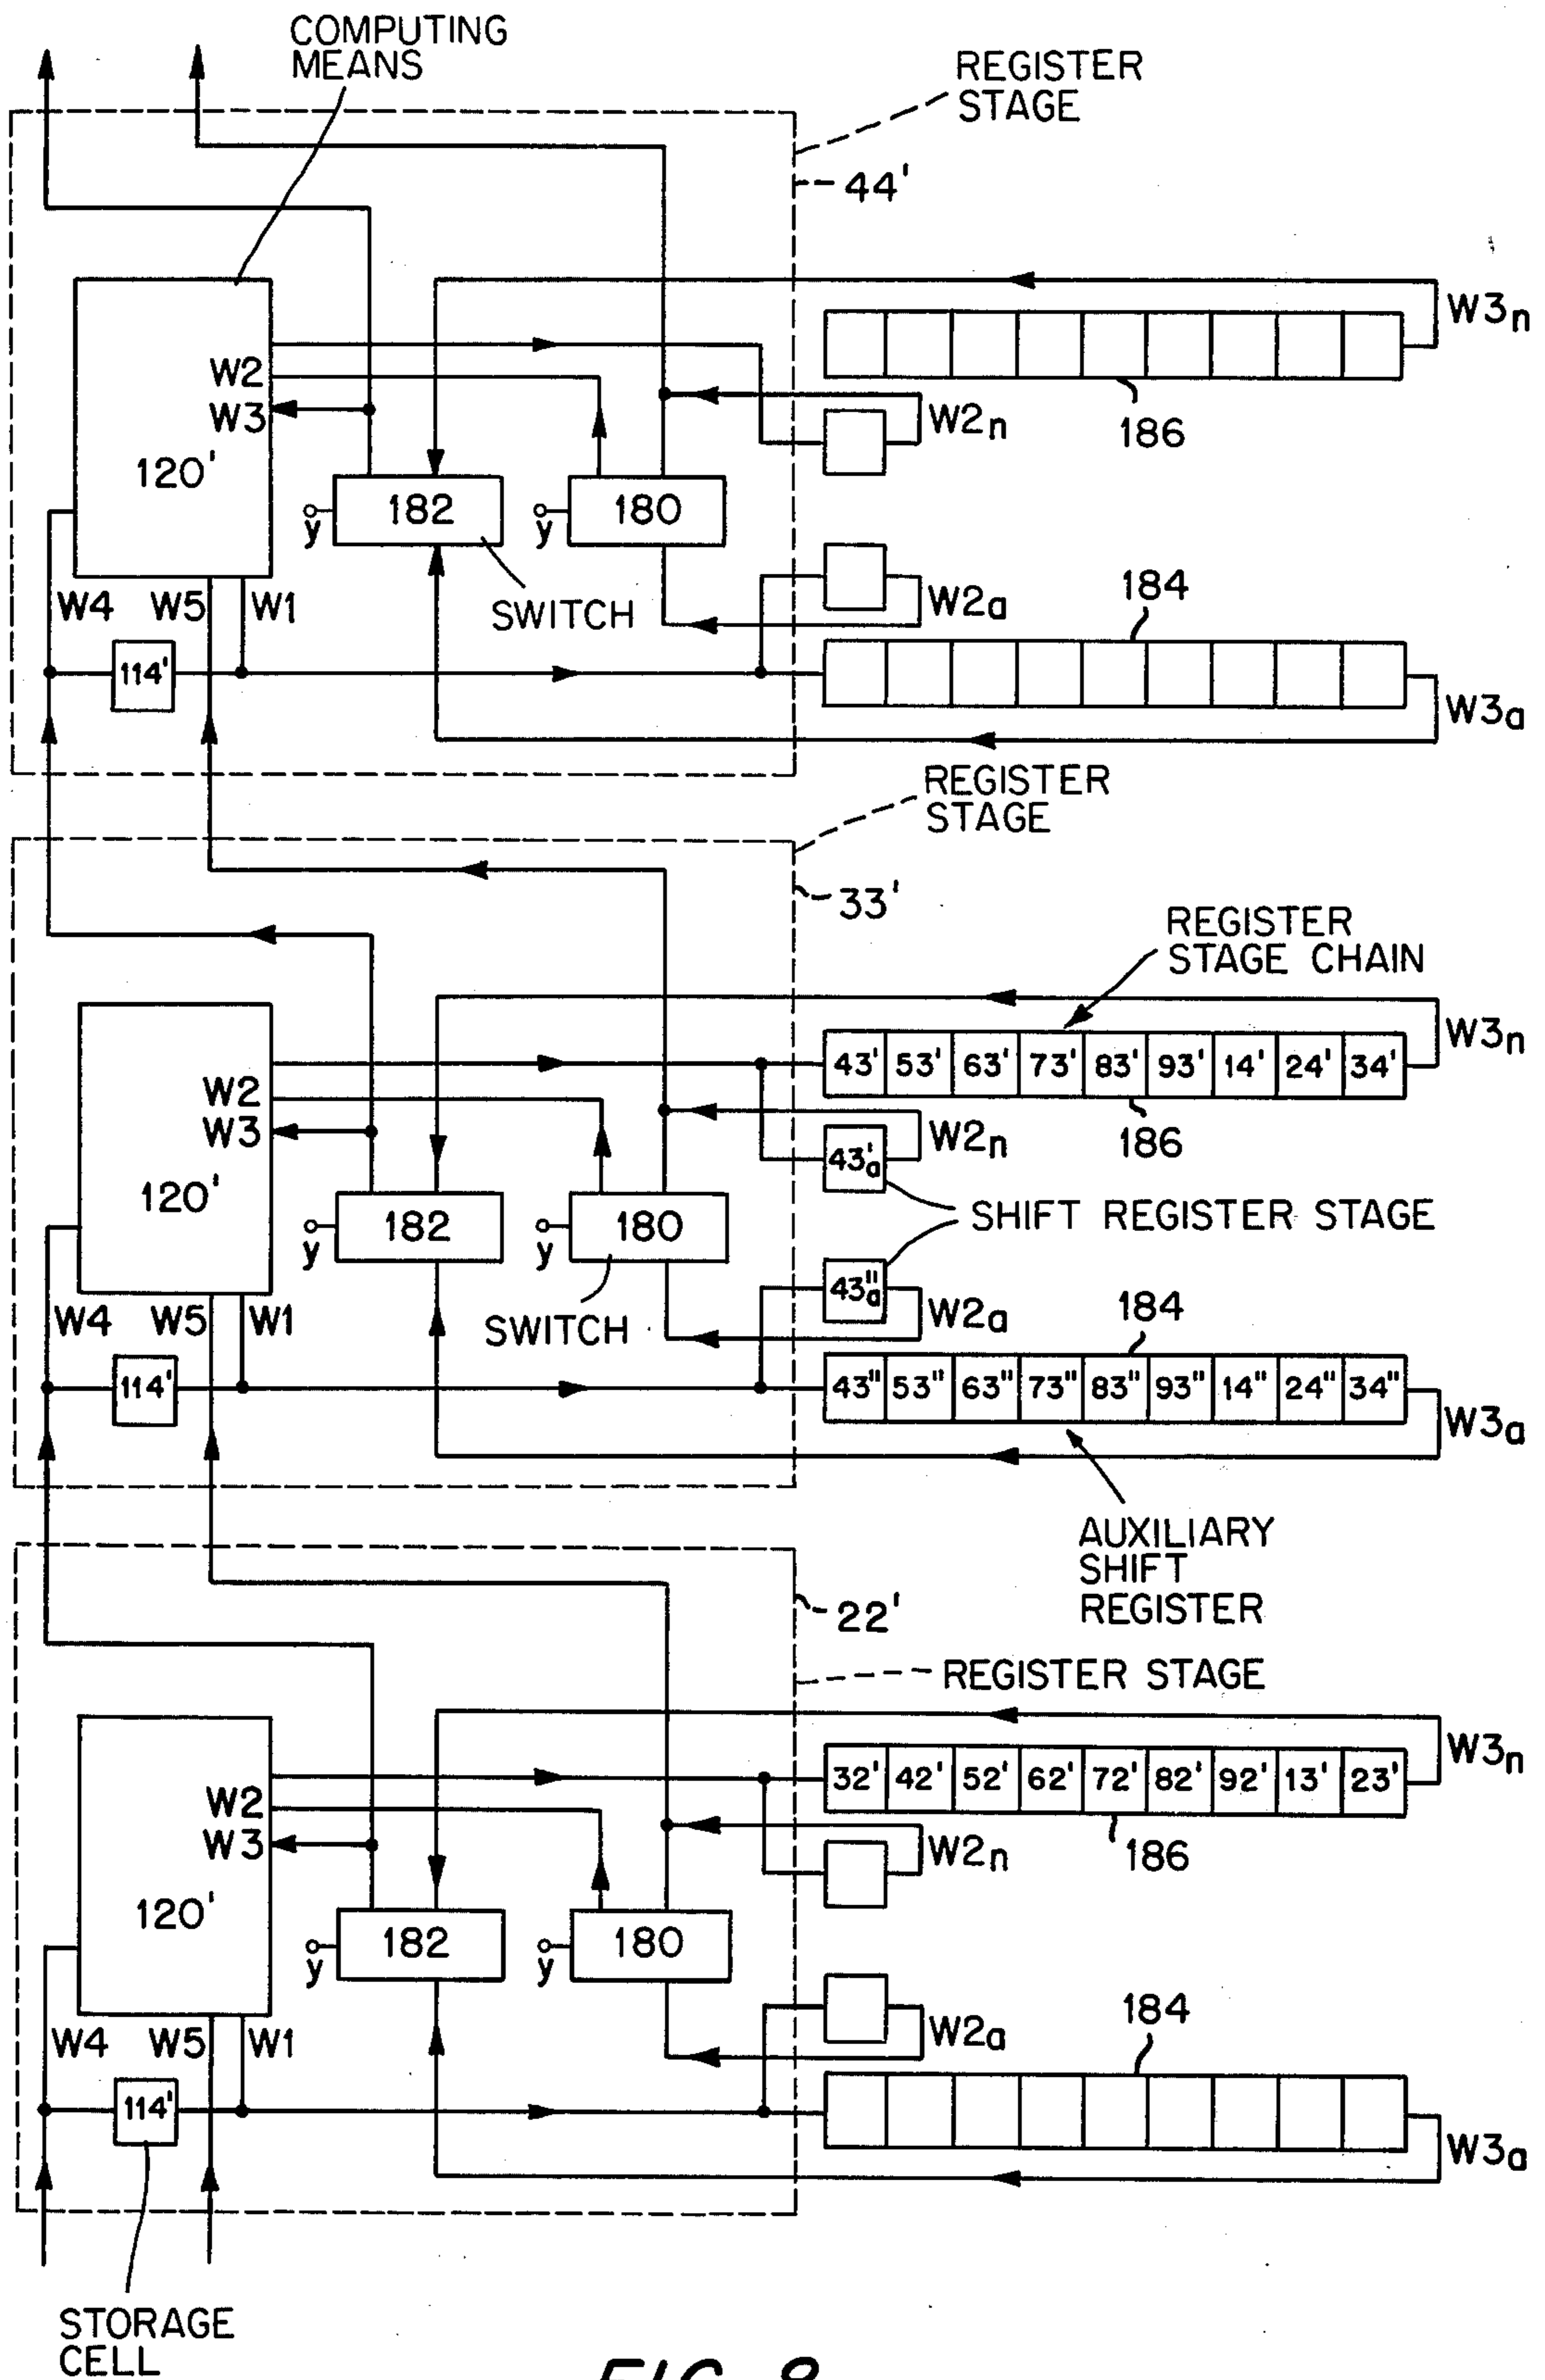 COMPUTING
MEANS
REGISTER
STAGE
44'
W3n
W2
W3
120'
W2n
186
182
y
180
y
SWITCH
W2a
184
W4
W5
W1
114'
W3a
REGISTER
STAGE
33'
REGISTER
STAGE CHAIN
W3n
43' 53' 63' 73' 83' 93' 14' 24' 34'
W2
W3
120'
W2n
186
43'a
182
y
180
y
SHIFT REGISTER STAGE
43"a
W2a
184
SWITCH
W4
W5
W1
114'
43" 53" 63" 73" 83" 93" 14" 24" 34"
W3a
AUXILIARY
SHIFT
REGISTER
22'
REGISTER STAGE
W3n
32' 42' 52' 62' 72' 82' 92' 13' 23'
W2
W3
120'
W2n
186
182
y
180
y
W2a
184
W4
W5
W1
114'
W3a
STORAGE
CELL
FIG. 8